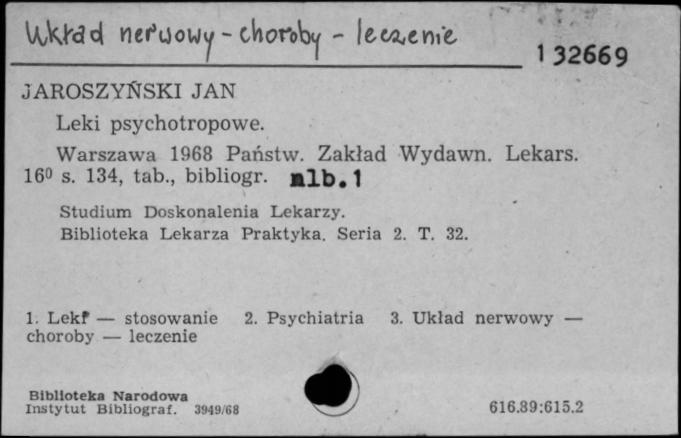 Układ nerwowy - choroby - leczenie
132669
JAROSZYŃSKI JAN
Leki psychotropowe.
Warszawa 1968 Państw. Zakład Wydawn. Lekars.
16⁰ s. 134, tab., bibliogr. nlb.1
Studium Doskonalenia Lekarzy.
Biblioteka Lekarza Praktyka. Seria 2. T. 32.
1. Leki — stosowanie 2. Psychiatria 3. Układ nerwowy —
choroby — leczenie
Biblioteka Narodowa
Instytut Bibliograf. 3949/68
616.89:615.2